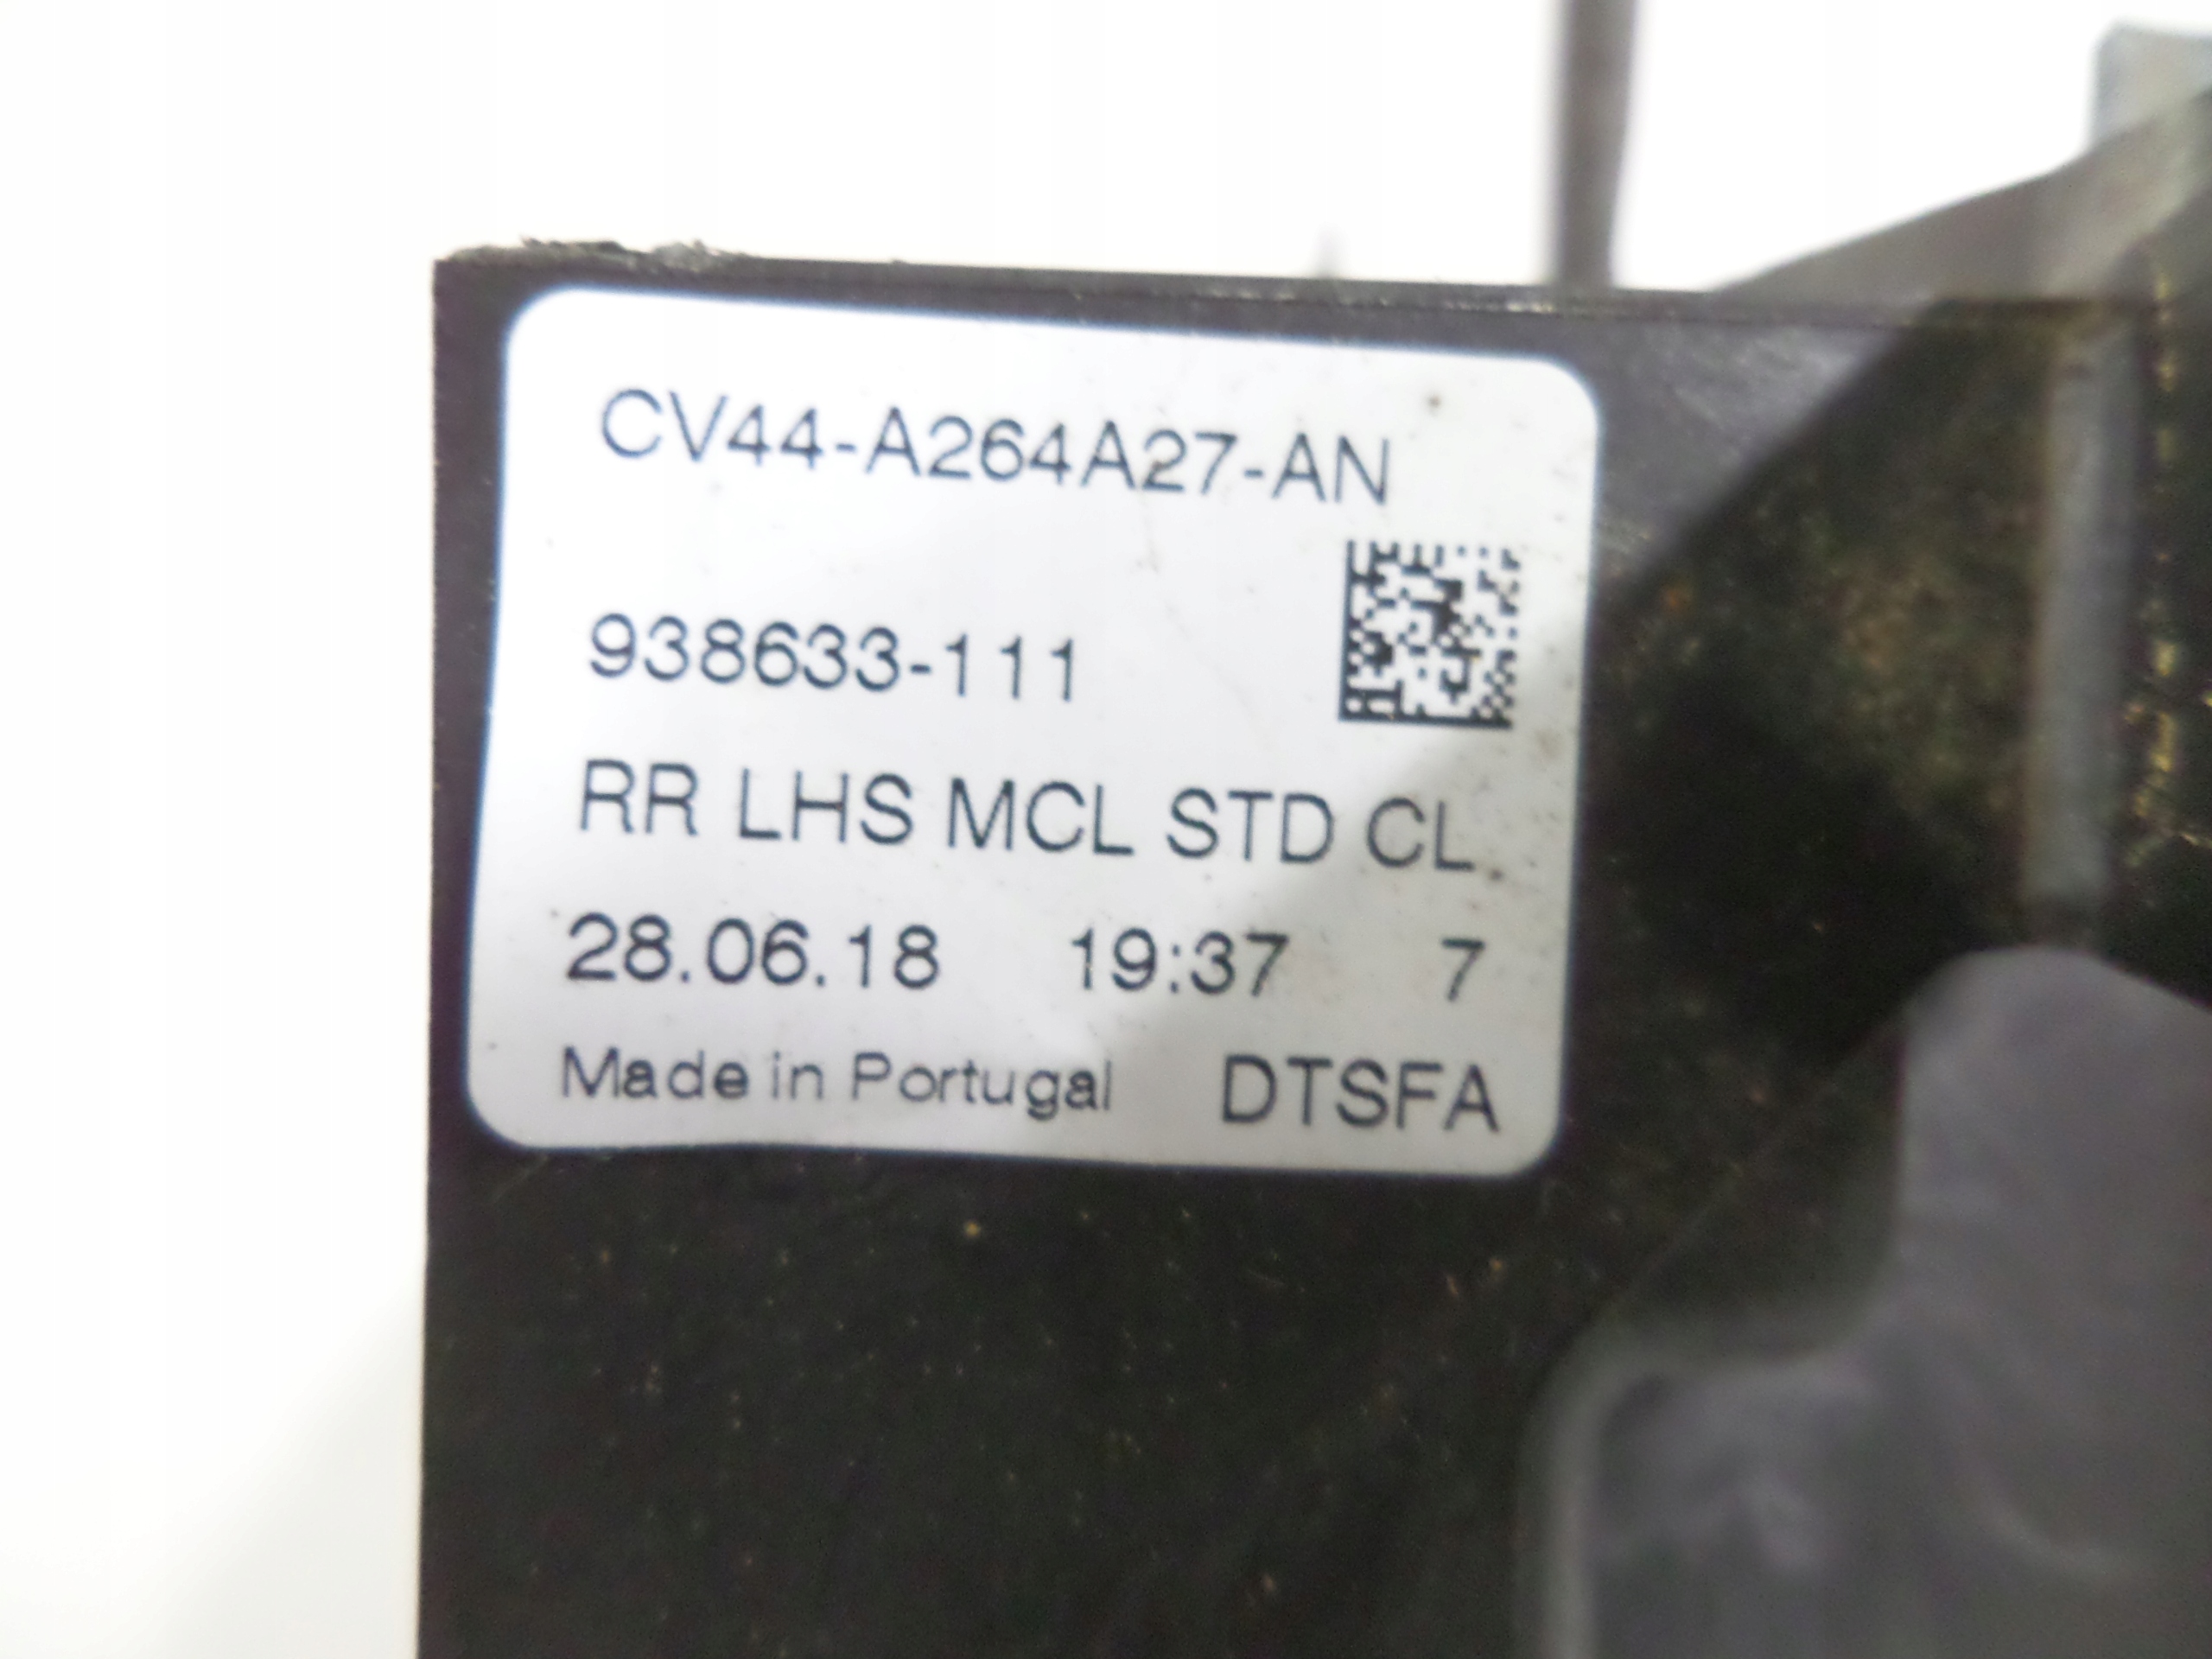 CV44-A264A27-AN
938633-111
RR LHS MCL STD CL
28.06.18 19:37 7
Made in Portugal DTSFA